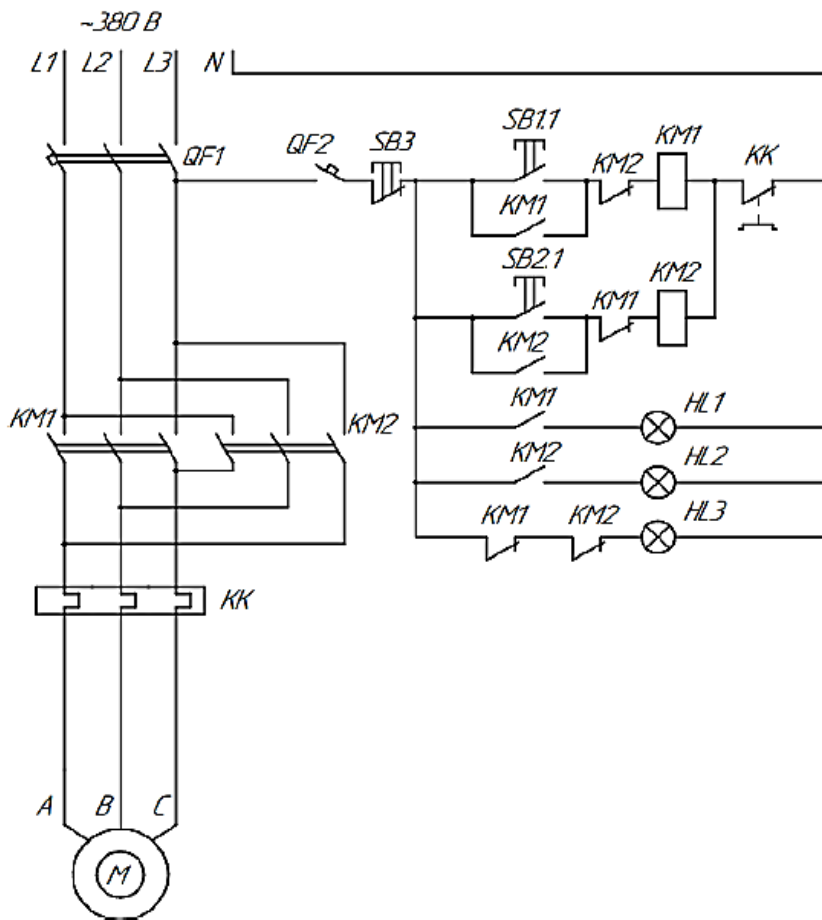 ~380 В
L1 L2 L3 N
QF1
QF2 SB3 SB1.1 KM2 KM1 KK
KM1
SB2.1 KM1 KM2
KM2
KM1 KM2
KM1 HL1
KM2 HL2
KM1 KM2 HL3
KK
A B C
M